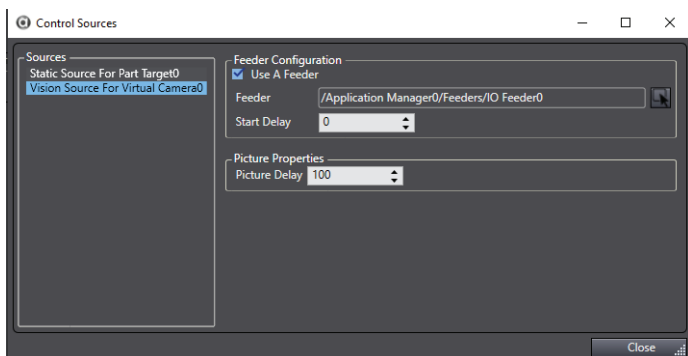 Control Sources
Sources
Static Source For Part Target0
Vision Source For Virtual Camera0
Feeder Configuration
Use A Feeder
Feeder /Application Manager0/Feeders/IO Feeder0
Start Delay 0
Picture Properties
Picture Delay 100
Close